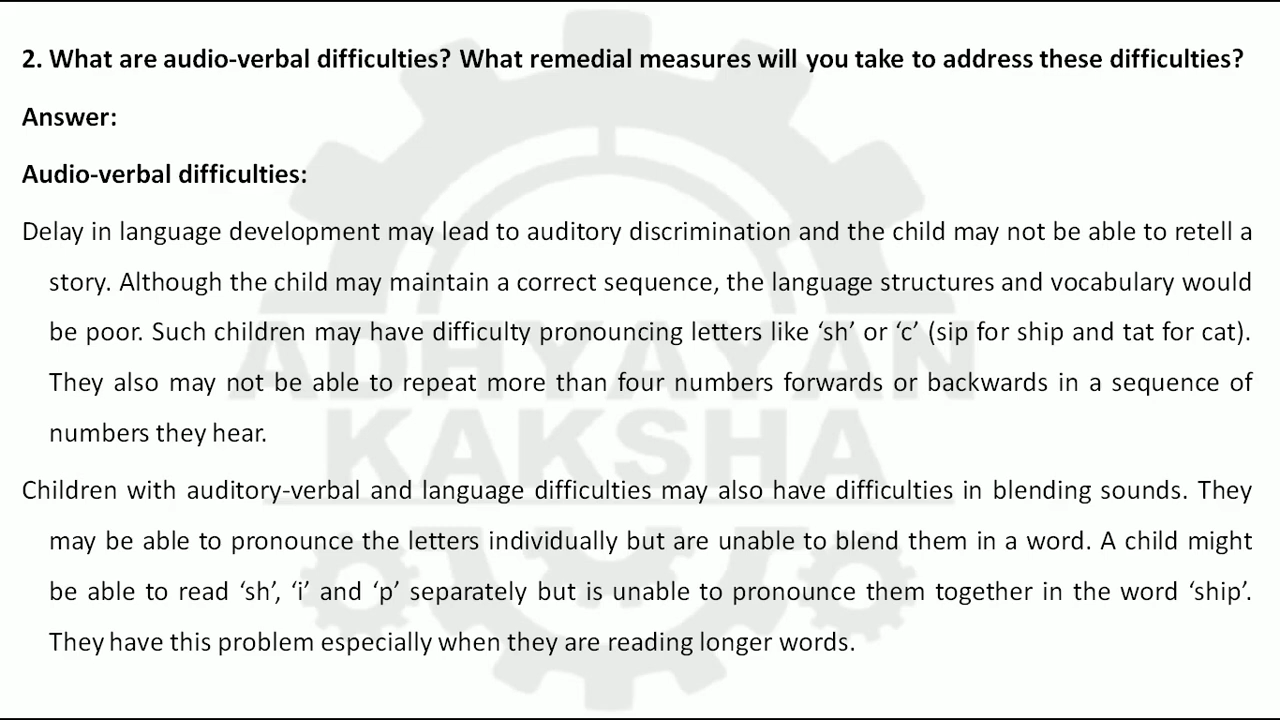 2. What are audio-verbal difficulties? What remedial measures will you take to address these difficulties?
Answer:
Audio-verbal difficulties:
Delay in language development may lead to auditory discrimination and the child may not be able to retell a
story. Although the child may maintain a correct sequence, the language structures and vocabulary would
be poor. Such children may have difficulty pronouncing letters like ‘sh’ or ‘c’ (sip for ship and tat for cat).
They also may not be able to repeat more than four numbers forwards or backwards in a sequence of
numbers they hear.
Children with auditory-verbal and language difficulties may also have difficulties in blending sounds. They
may be able to pronounce the letters individually but are unable to blend them in a word. A child might
be able to read ‘sh’, ‘i’ and ‘p’ separately but is unable to pronounce them together in the word ‘ship’.
They have this problem especially when they are reading longer words.
ADHYAYAN
KAKSHA